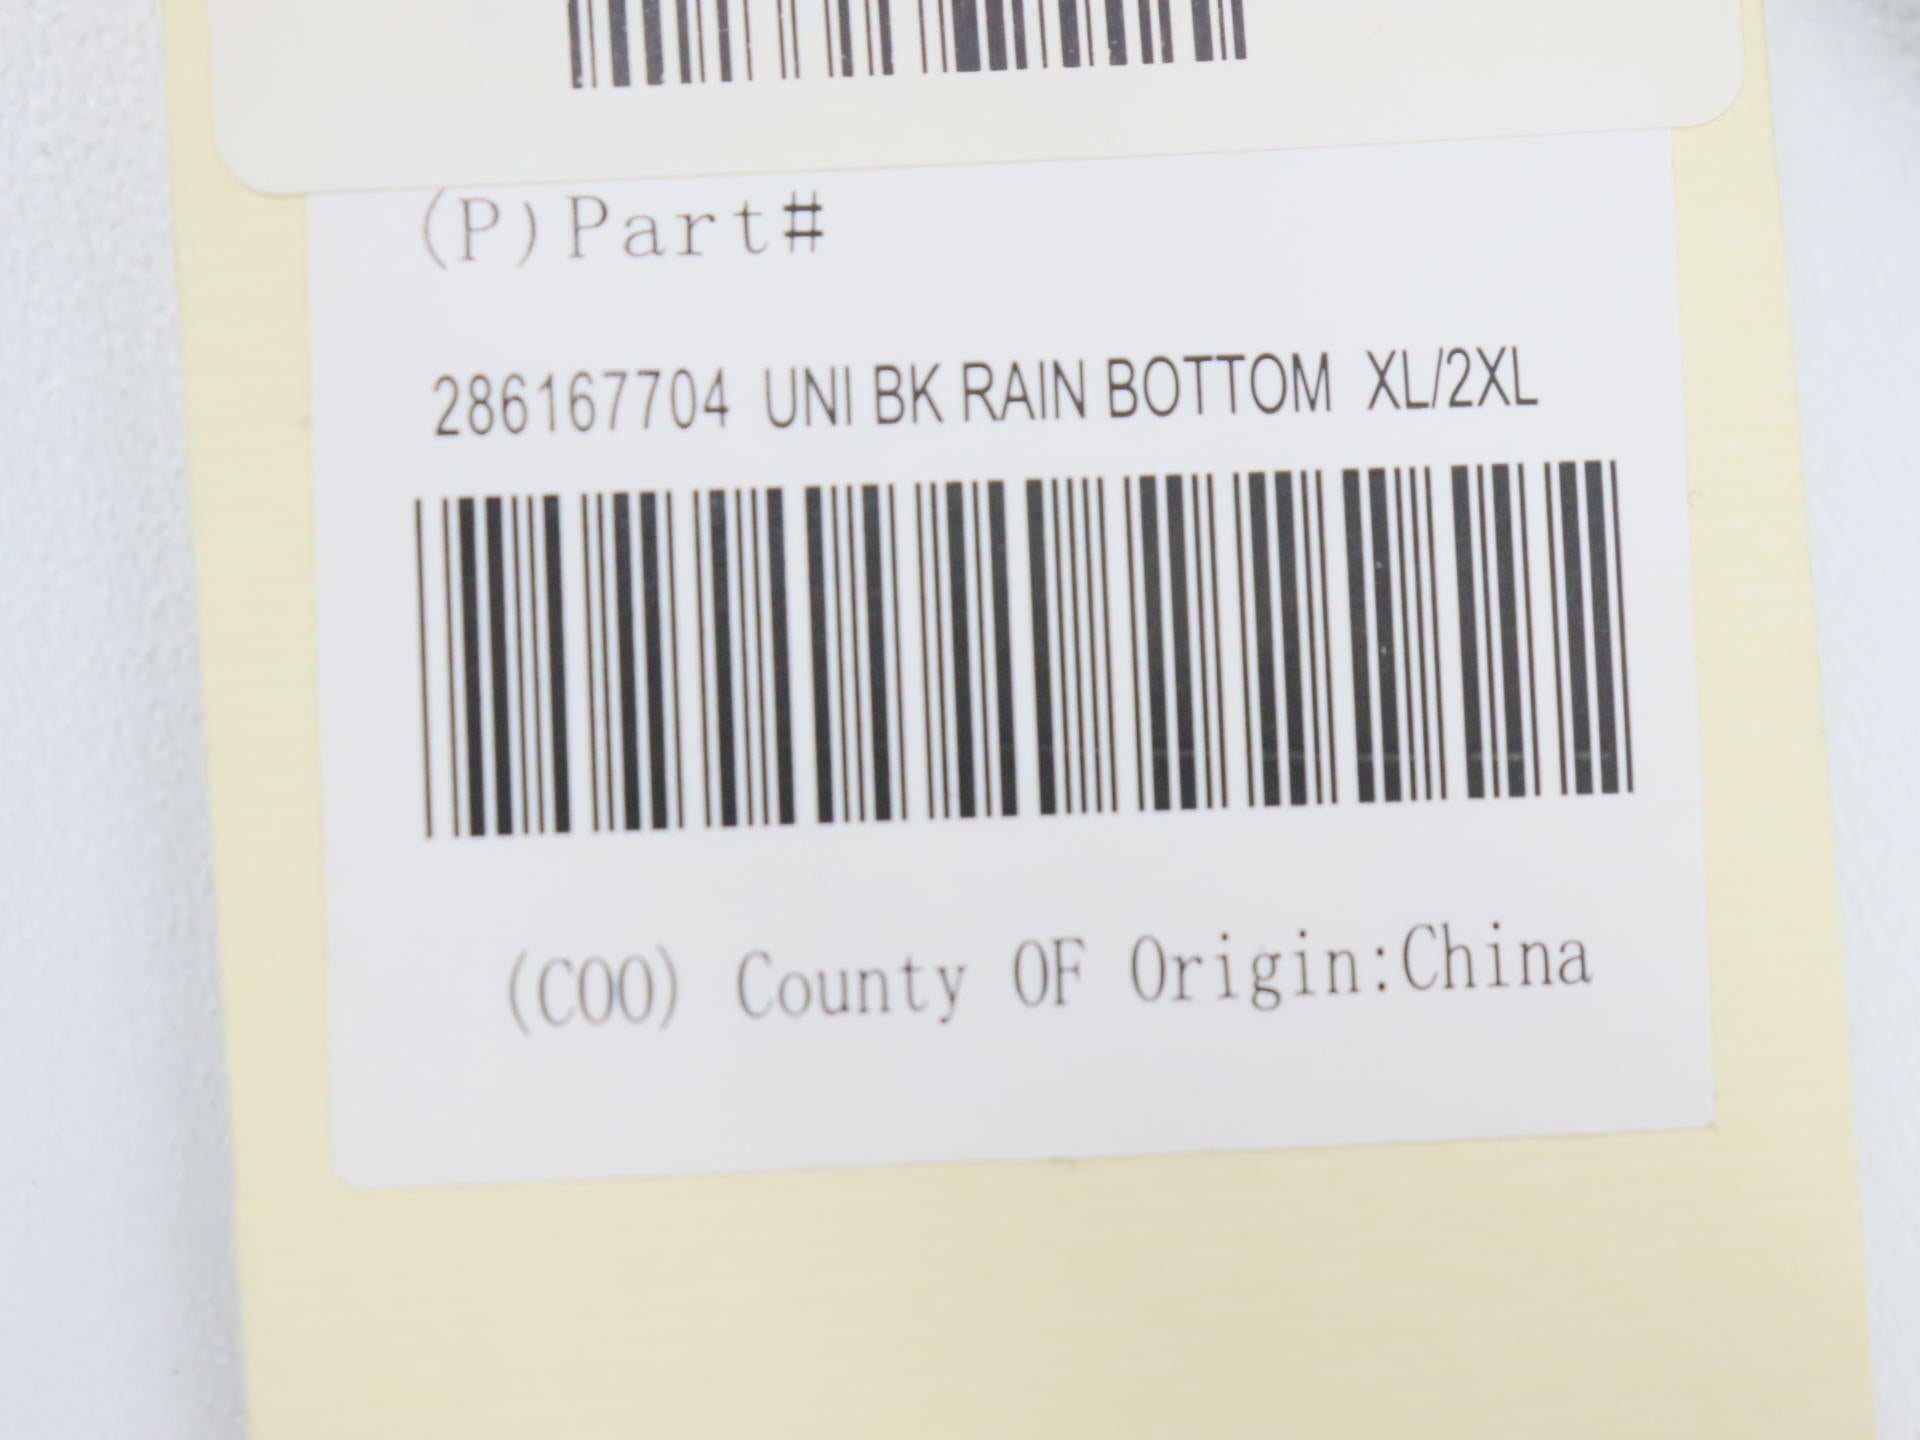 (P)Part#
286167704 UNI BK RAIN BOTTOM XL/2XL
(COO) County OF Origin:China